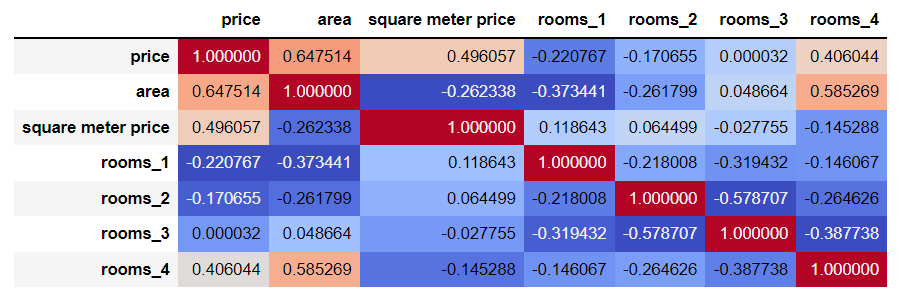 price area square meter price rooms_1 rooms_2 rooms_3 rooms_4
price 1.000000 0.647514 0.496057 -0.220767 -0.170655 0.000032 0.406044
area 0.647514 1.000000 -0.262338 -0.373441 -0.261799 0.048664 0.585269
square meter price 0.496057 -0.262338 1.000000 0.118643 0.064499 -0.027755 -0.145288
rooms_1 -0.220767 -0.373441 0.118643 1.000000 -0.218008 -0.319432 -0.146067
rooms_2 -0.170655 -0.261799 0.064499 -0.218008 1.000000 -0.578707 -0.264626
rooms_3 0.000032 0.048664 -0.027755 -0.319432 -0.578707 1.000000 -0.387738
rooms_4 0.406044 0.585269 -0.145288 -0.146067 -0.264626 -0.387738 1.000000